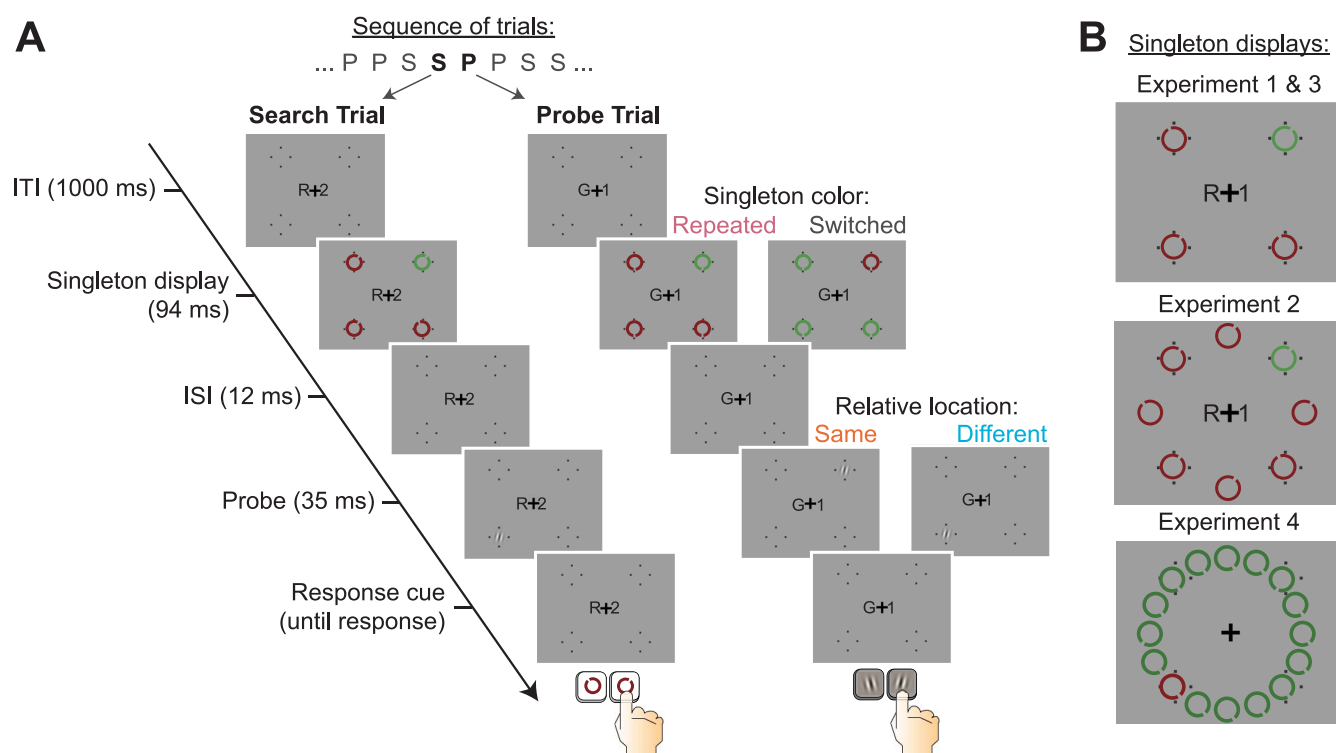 A
Sequence of trials:
... P P S S P P S S ...
Search Trial
Probe Trial
ITI (1000 ms)
R+2
G+1
Singleton color:
Repeated
Switched
Singleton display
(94 ms)
R+2
G+1
G+1
ISI (12 ms)
R+2
G+1
Relative location:
Same
Different
Probe (35 ms)
R+2
G+1
G+1
Response cue
(until response)
R+2
G+1
B
Singleton displays:
Experiment 1 & 3
R+1
Experiment 2
R+1
Experiment 4
+